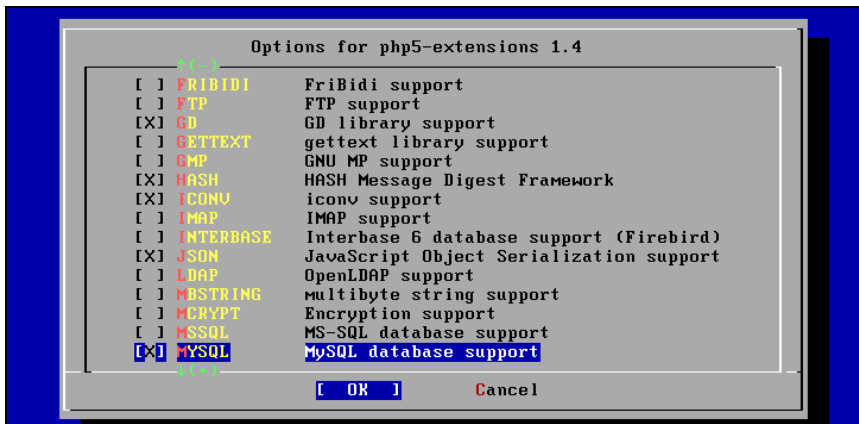 Options for php5-extensions 1.4
↑(-)
[ ] FRIBIDI FriBidi support
[ ] FTP FTP support
[X] GD GD library support
[ ] GETTEXT gettext library support
[ ] GMP GNU MP support
[X] HASH HASH Message Digest Framework
[X] ICONV iconv support
[ ] IMAP IMAP support
[ ] INTERBASE Interbase 6 database support (Firebird)
[X] JSON JavaScript Object Serialization support
[ ] LDAP OpenLDAP support
[ ] MBSTRING multibyte string support
[ ] MCRYPT Encryption support
[ ] MSSQL MS-SQL database support
[X] MYSQL MySQL database support
↓(+)
[ OK ] Cancel